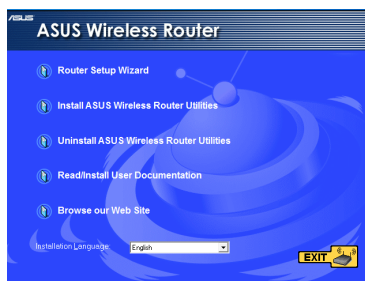 ASUS
ASUS Wireless Router
Router Setup Wizard
Install ASUS Wireless Router Utilities
Uninstall ASUS Wireless Router Utilities
Read/Install User Documentation
Browse our Web Site
Installation Language:
English
EXIT